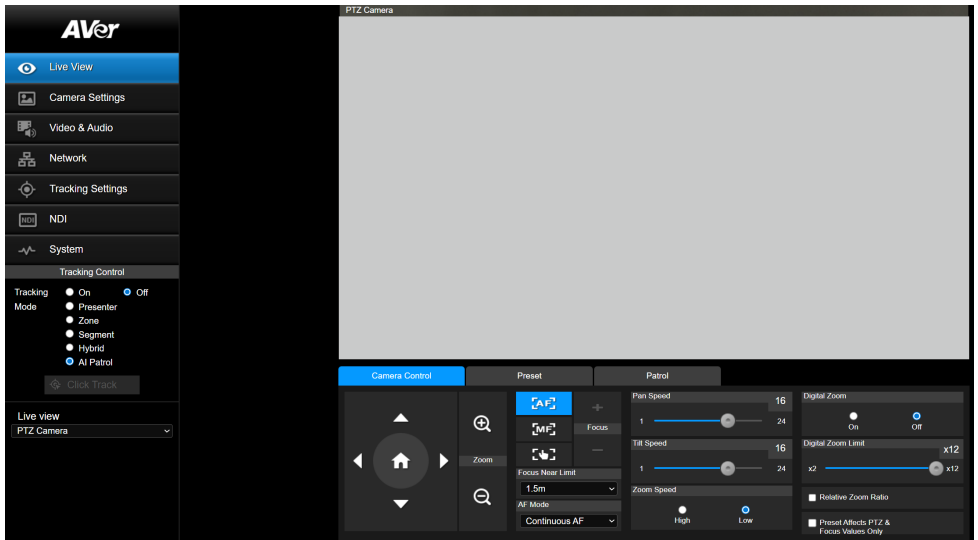 AVer
Live View
Camera Settings
Video & Audio
Network
Tracking Settings
NDI NDI
System
Tracking Control
Tracking On Off
Mode Presenter
Zone
Segment
Hybrid
AI Patrol
Click Track
Live view
PTZ Camera
PTZ Camera
Camera Control Preset Patrol
Zoom
AF
MF
Focus
Focus Near Limit
1.5m
AF Mode
Continuous AF
Pan Speed 16
1 24
Tilt Speed 16
1 24
Zoom Speed
High Low
Digital Zoom
On Off
Digital Zoom Limit x12
x2 x12
Relative Zoom Ratio
Preset Affects PTZ &
Focus Values Only